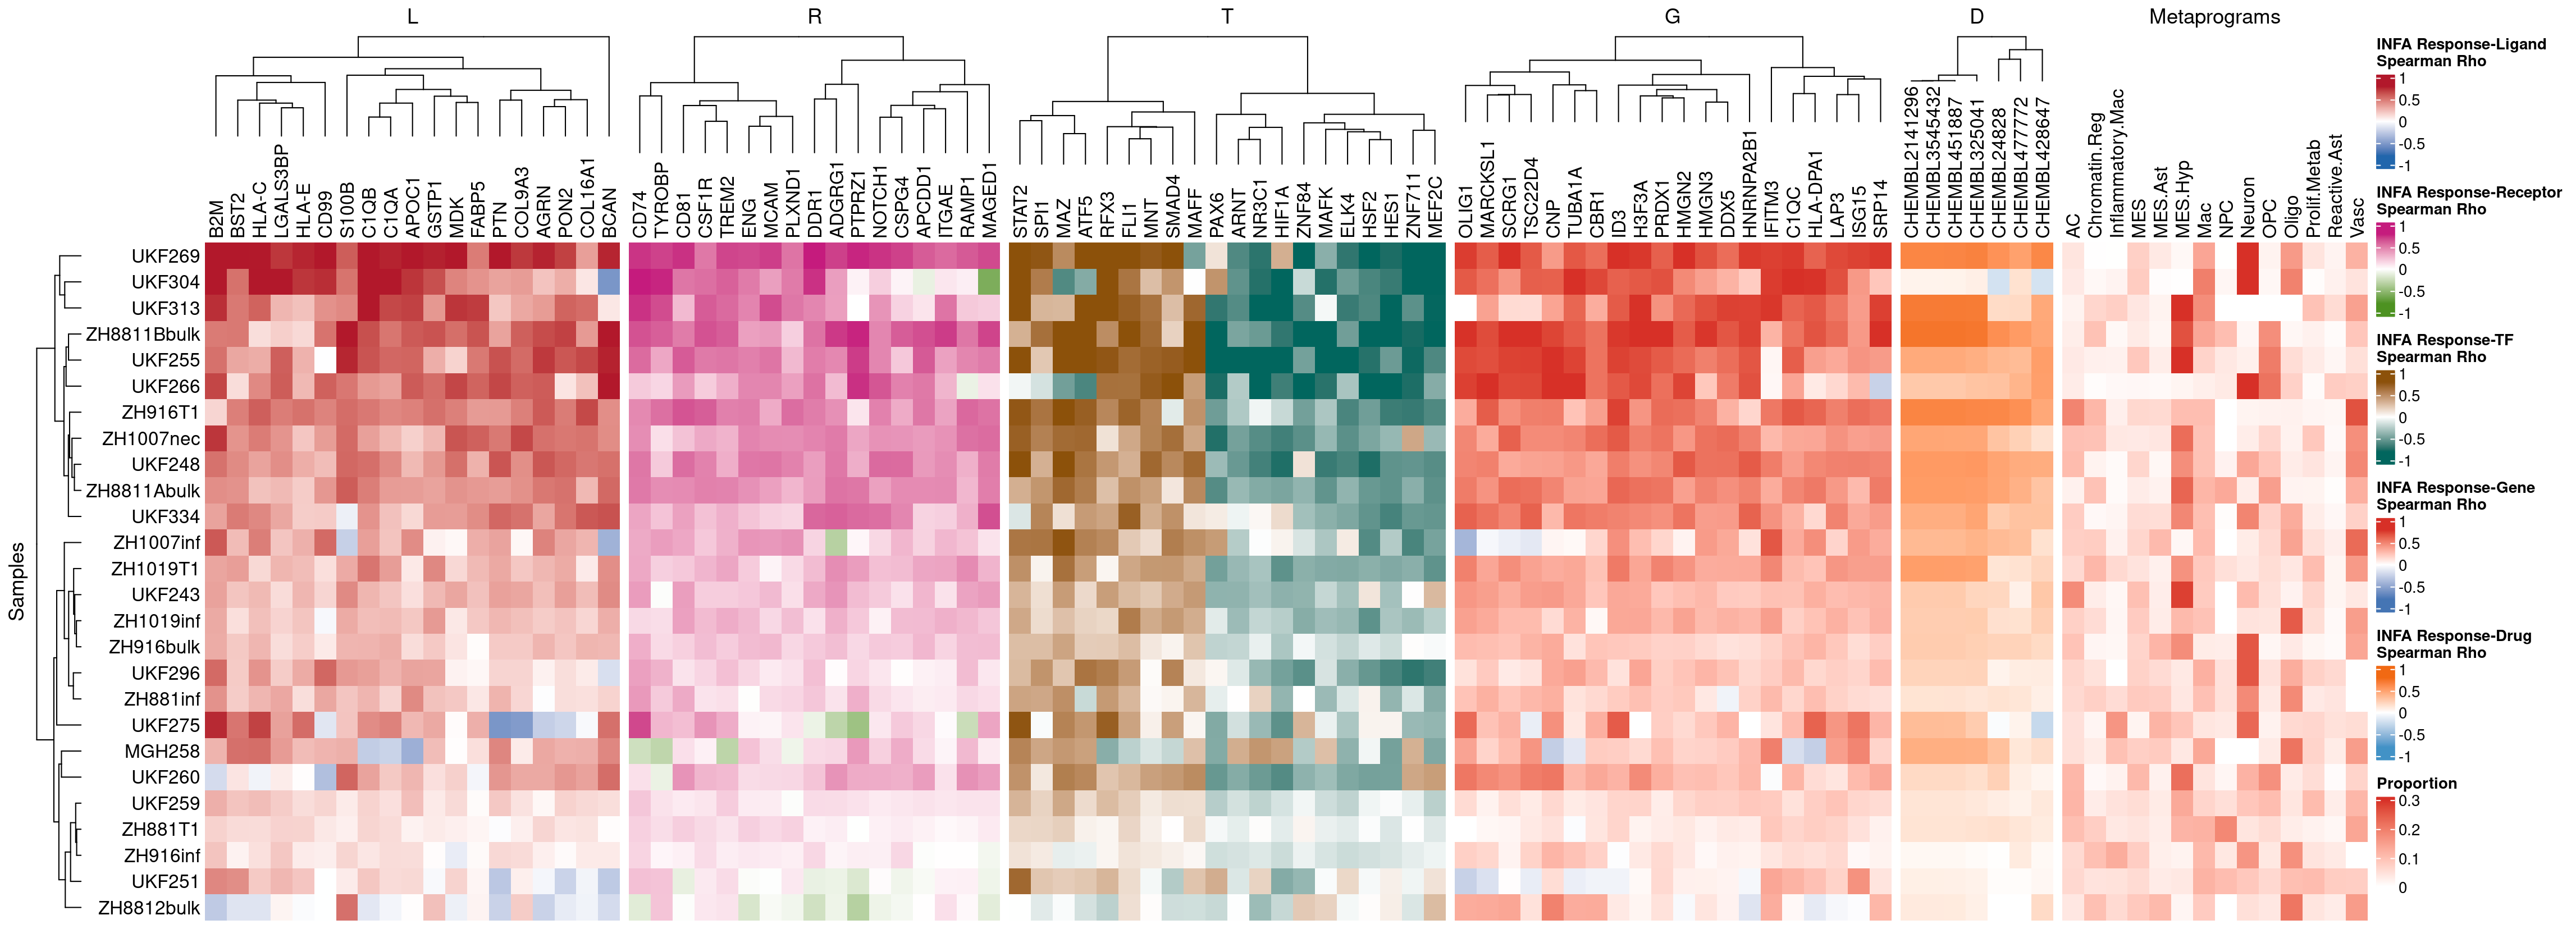 L
R
T
G
D
Metaprograms
B2M
BST2
HLA-C
LGALS3BP
HLA-E
CD99
S100B
C1QB
C1QA
APOC1
GSTP1
MDK
FABP5
PTN
COL9A3
AGRN
PON2
COL16A1
BCAN
CD74
TYROBP
CD81
CSF1R
TREM2
ENG
MCAM
PLXND1
DDR1
ADGRG1
PTPRZ1
NOTCH1
CSPG4
APCDD1
ITGAE
RAMP1
MAGED1
STAT2
SPI1
MAZ
ATF5
RFX3
FLI1
MNT
SMAD4
MAFF
PAX6
ARNT
NR3C1
HIF1A
ZNF84
MAFK
ELK4
HSF2
HES1
ZNF711
MEF2C
OLIG1
MARCKSL1
SCRG1
TSC22D4
CNP
TUBA1A
CBR1
ID3
H3F3A
PRDX1
HMGN2
HMGN3
DDX5
HNRNPA2B1
IFITM3
C1QC
HLA-DPA1
LAP3
ISG15
SRP14
CHEMBL2141296
CHEMBL3545432
CHEMBL451887
CHEMBL325041
CHEMBL24828
CHEMBL477772
CHEMBL428647
AC
Chromatin.Reg
Inflammatory.Mac
MES
MES.Ast
MES.Hyp
Mac
NPC
Neuron
OPC
Oligo
Prolif.Metab
Reactive.Ast
Vasc
Samples
UKF269
UKF304
UKF313
ZH8811Bbulk
UKF255
UKF266
ZH916T1
ZH1007nec
UKF248
ZH8811Abulk
UKF334
ZH1007inf
ZH1019T1
UKF243
ZH1019inf
ZH916bulk
UKF296
ZH881inf
UKF275
MGH258
UKF260
UKF259
ZH881T1
ZH916inf
UKF251
ZH8812bulk
INFA Response-Ligand
Spearman Rho
1
0.5
0
-0.5
-1
INFA Response-Receptor
Spearman Rho
1
0.5
0
-0.5
-1
INFA Response-TF
Spearman Rho
1
0.5
0
-0.5
-1
INFA Response-Gene
Spearman Rho
1
0.5
0
-0.5
-1
INFA Response-Drug
Spearman Rho
1
0.5
0
-0.5
-1
Proportion
0.3
0.2
0.1
0